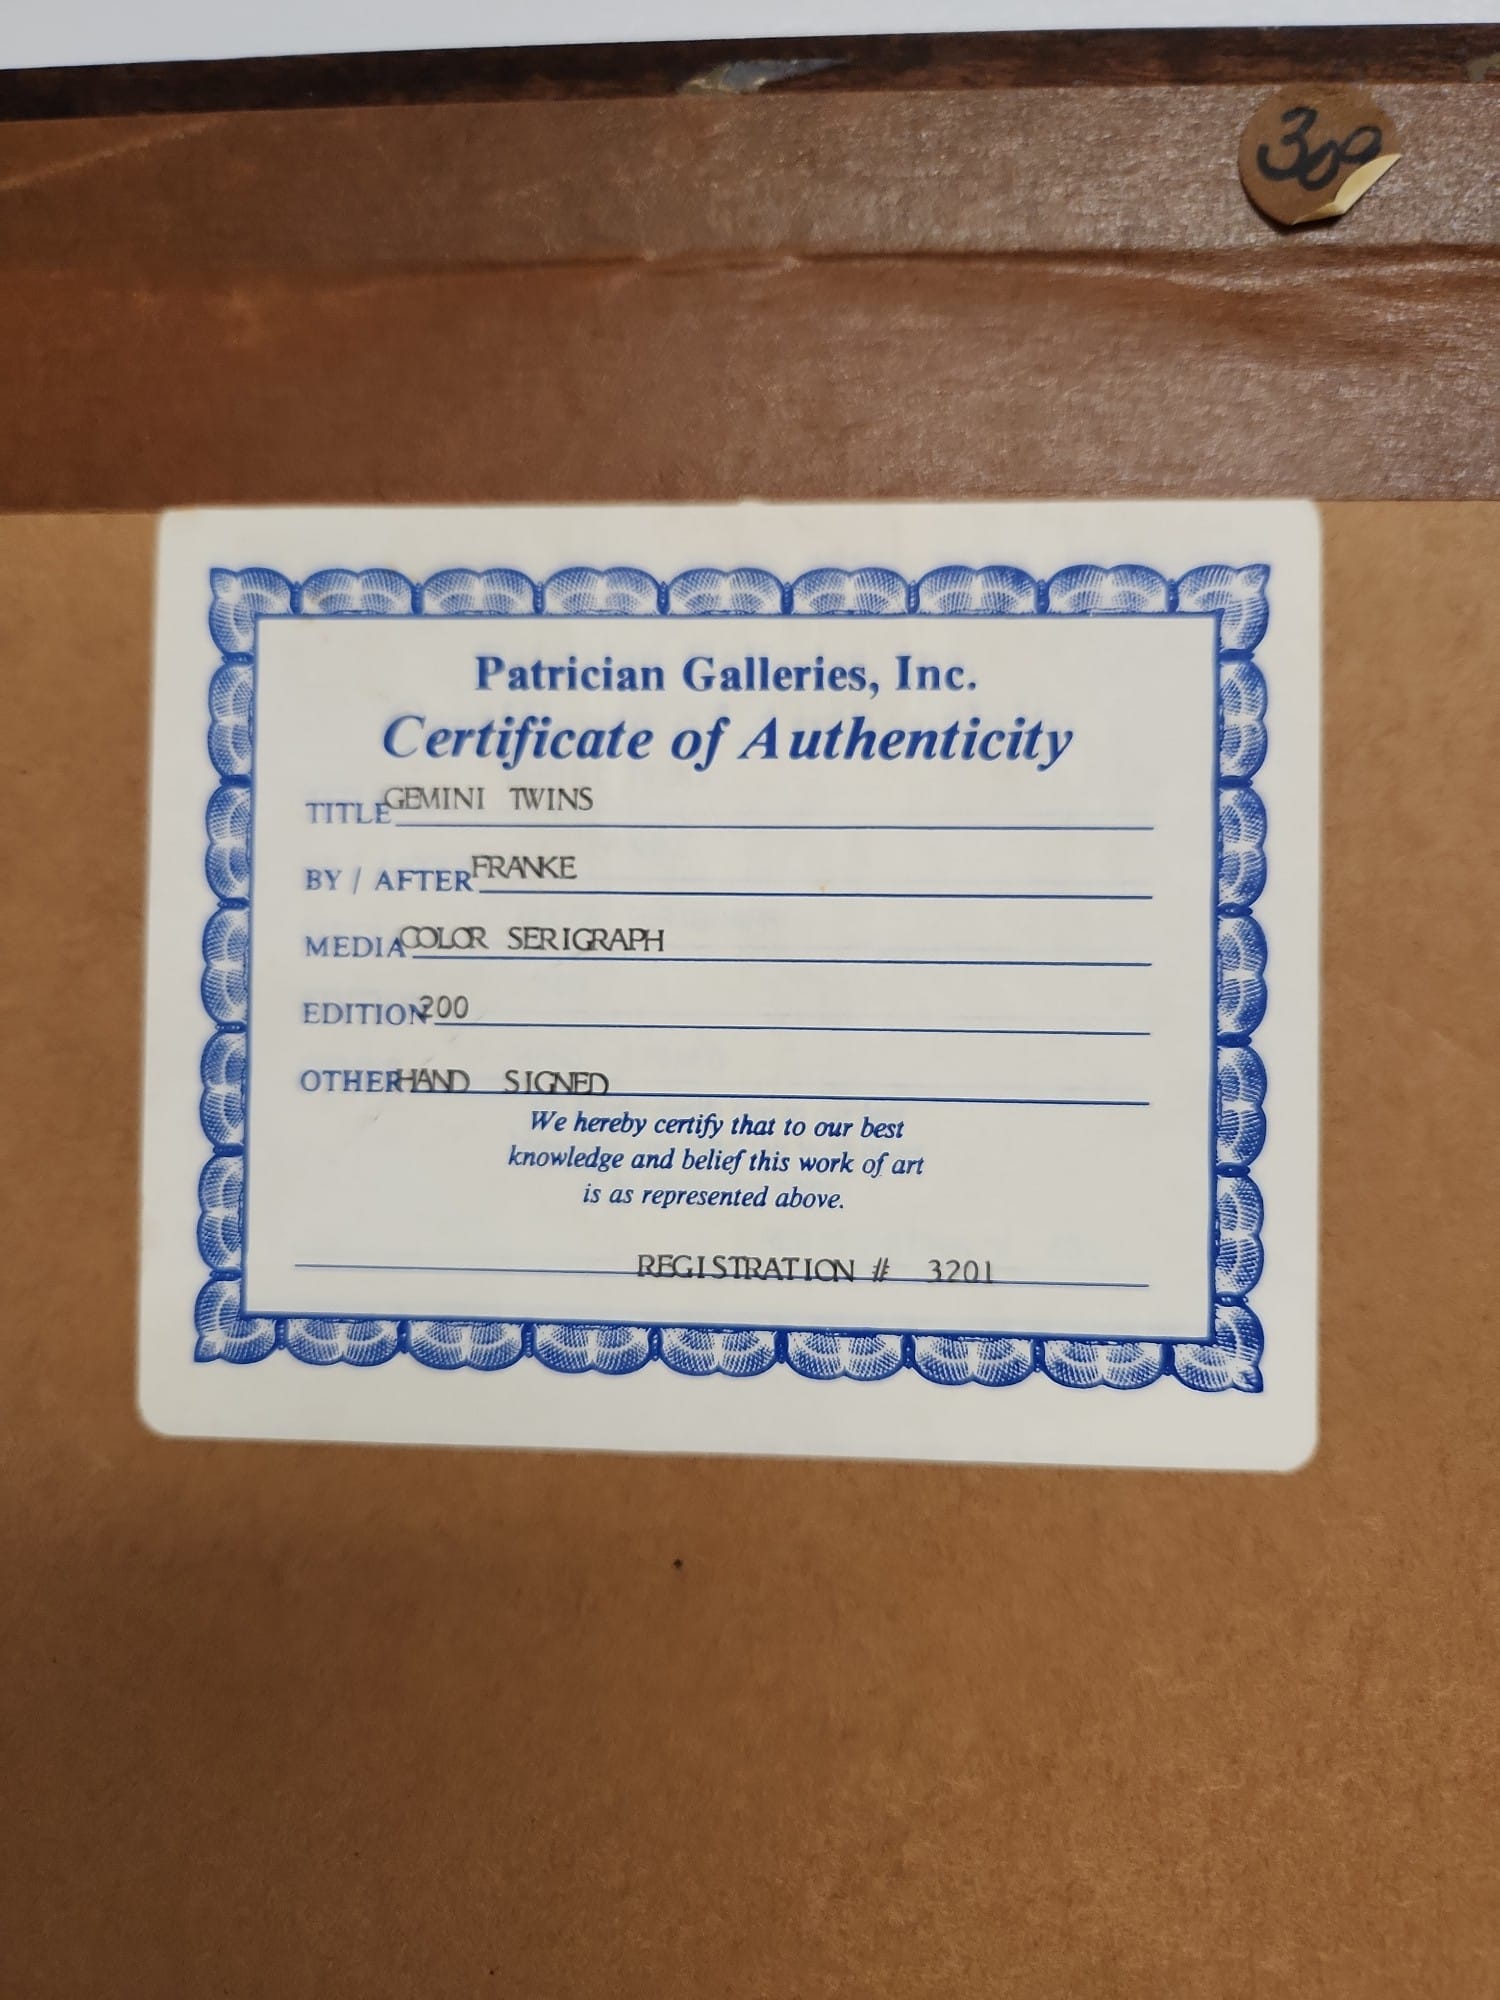 300
Patrician Galleries, Inc.
Certificate of Authenticity
TITLE GEMINI TWINS
BY / AFTER FRANKE
MEDIA COLOR SERIGRAPH
EDITION 200
OTHER HAND SIGNED
We hereby certify that to our best
knowledge and belief this work of art
is as represented above.
REGISTRATION # 3201